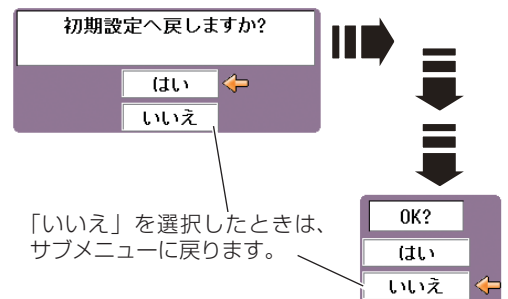 初期設定へ戻しますか?
はい
いいえ
「いいえ」を選択したときは、
サブメニューに戻ります。
OK?
はい
いいえ